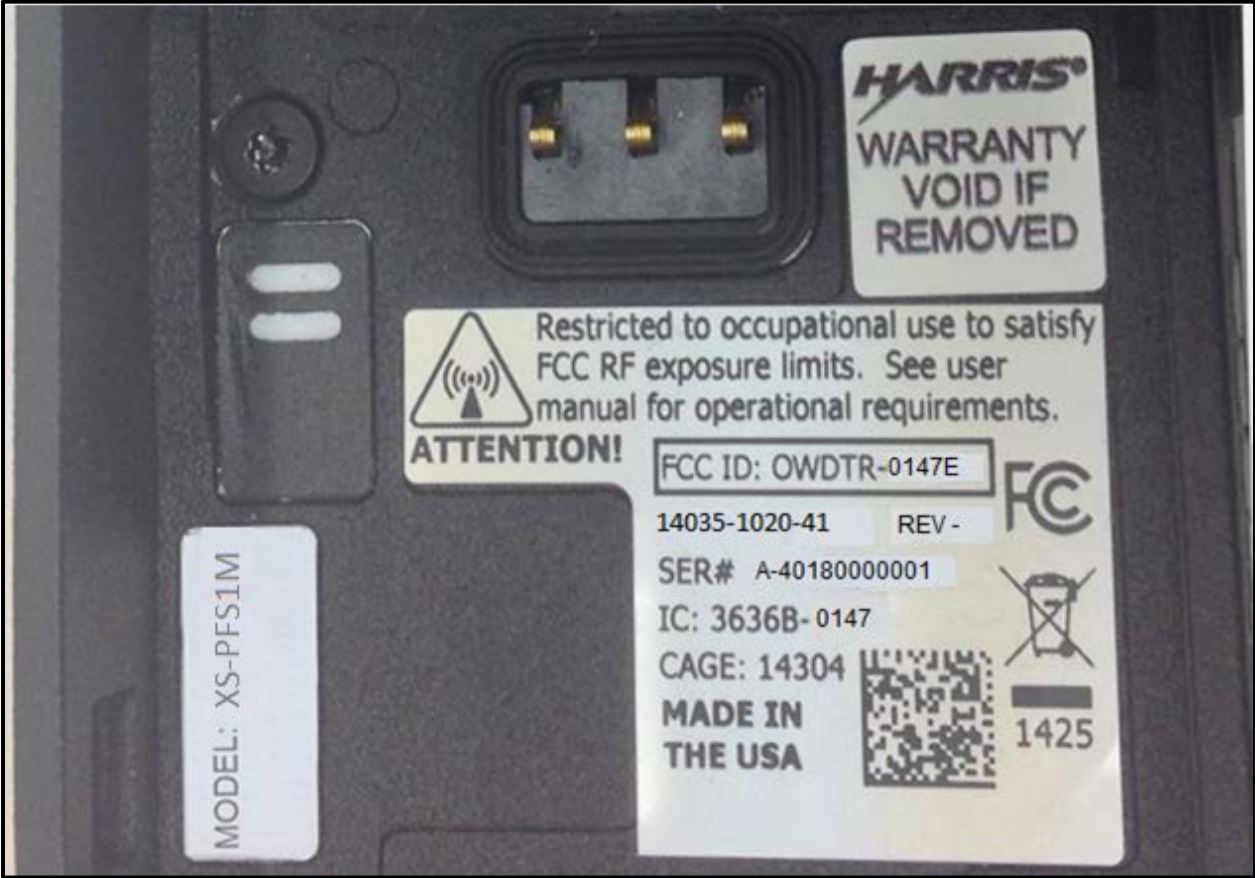 HARRIS®
WARRANTY
VOID IF
REMOVED
Restricted to occupational use to satisfy
FCC RF exposure limits. See user
manual for operational requirements.
ATTENTION!
FCC ID: OWDTR-0147E
FC
14035-1020-41 REV -
SER# A-40180000001
IC: 3636B-0147
CAGE: 14304
MADE IN
THE USA
1425
MODEL: XS-PFS1M